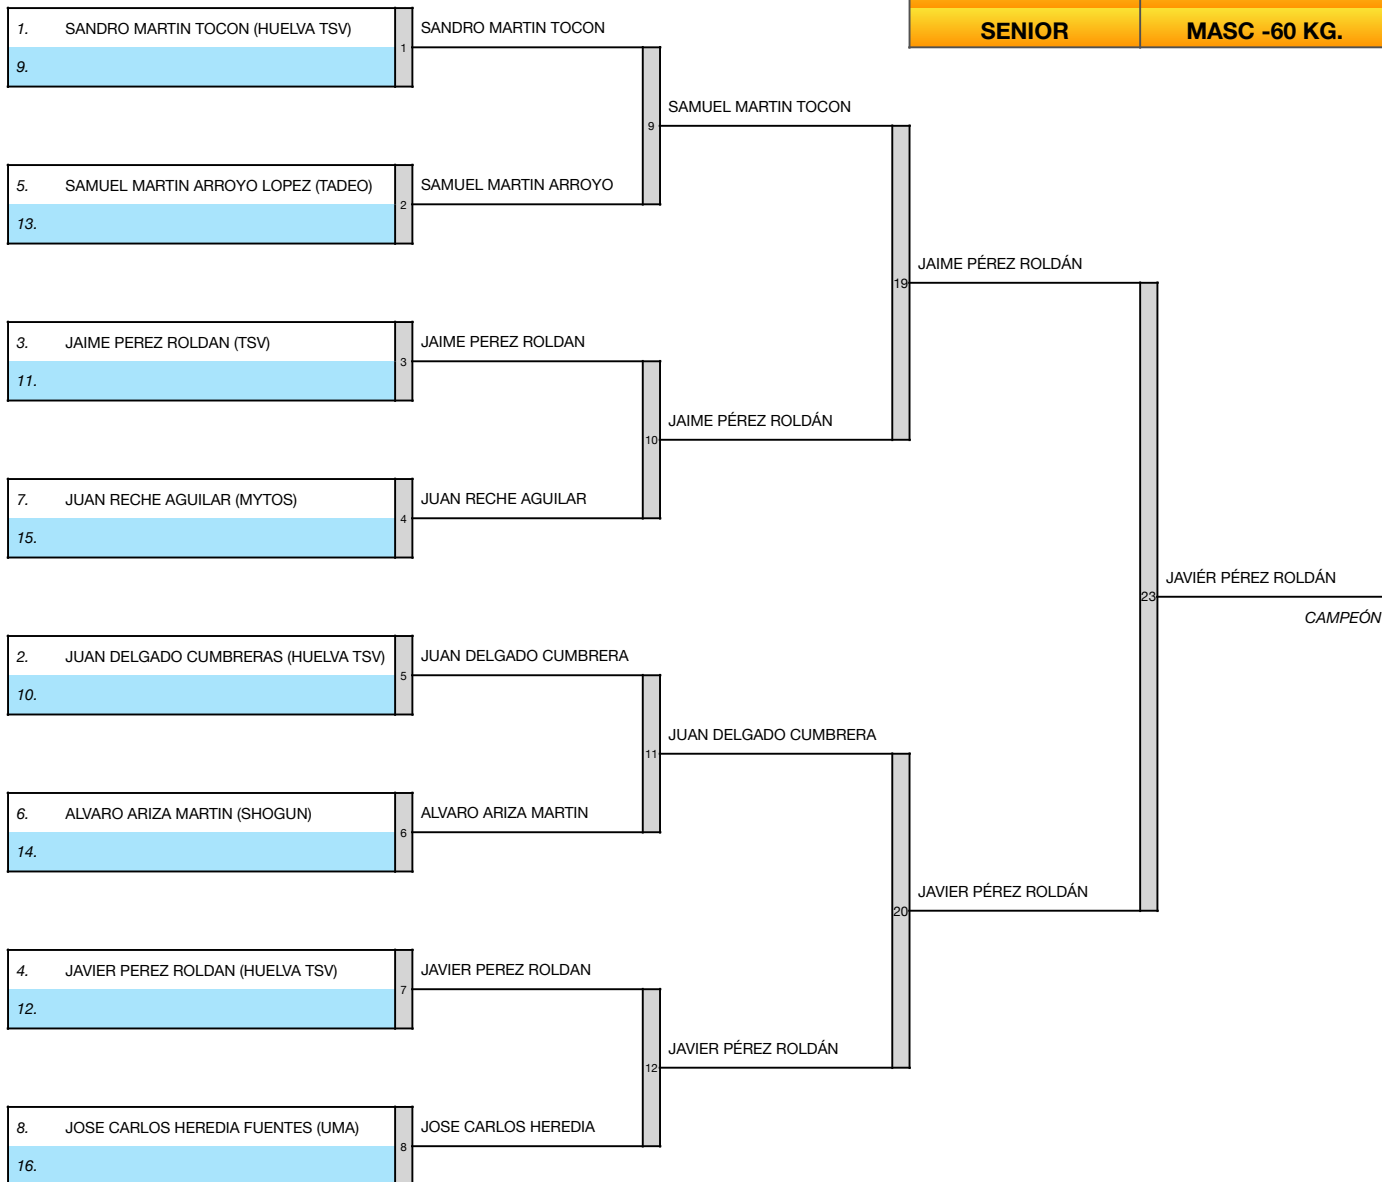 SENIOR MASC -60 KG.
1. SANDRO MARTIN TOCON (HUELVA TSV)
9.
1
SANDRO MARTIN TOCON
5. SAMUEL MARTIN ARROYO LOPEZ (TADEO)
13.
2
SAMUEL MARTIN ARROYO
9
SAMUEL MARTIN TOCON
3. JAIME PEREZ ROLDAN (TSV)
11.
3
JAIME PEREZ ROLDAN
7. JUAN RECHE AGUILAR (MYTOS)
15.
4
JUAN RECHE AGUILAR
10
JAIME PÉREZ ROLDÁN
19
JAIME PÉREZ ROLDÁN
2. JUAN DELGADO CUMBRERAS (HUELVA TSV)
10.
5
JUAN DELGADO CUMBRERA
6. ALVARO ARIZA MARTIN (SHOGUN)
14.
6
ALVARO ARIZA MARTIN
11
JUAN DELGADO CUMBRERA
4. JAVIER PEREZ ROLDAN (HUELVA TSV)
12.
7
JAVIER PEREZ ROLDAN
8. JOSE CARLOS HEREDIA FUENTES (UMA)
16.
8
JOSE CARLOS HEREDIA
12
JAVIER PÉREZ ROLDÁN
20
JAVIER PÉREZ ROLDÁN
23
JAVIÉR PÉREZ ROLDÁN
CAMPEÓN